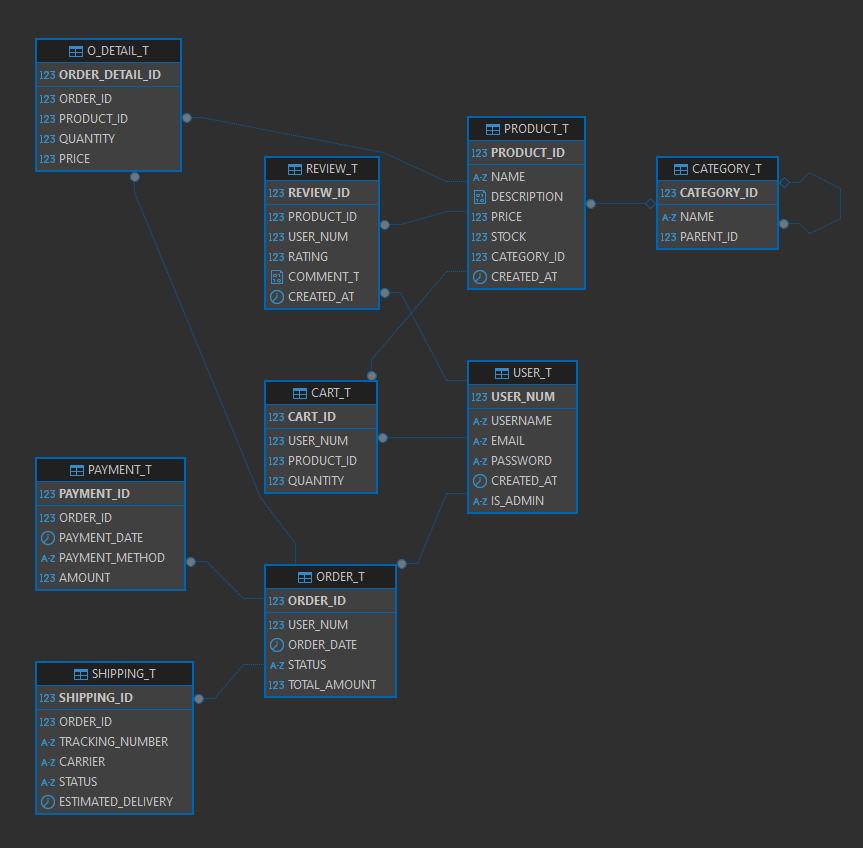 O_DETAIL_T
123 ORDER_DETAIL_ID
123 ORDER_ID
123 PRODUCT_ID
123 QUANTITY
123 PRICE
REVIEW_T
123 REVIEW_ID
123 PRODUCT_ID
123 USER_NUM
123 RATING
COMMENT_T
CREATED_AT
PRODUCT_T
123 PRODUCT_ID
A-Z NAME
DESCRIPTION
123 PRICE
123 STOCK
123 CATEGORY_ID
CREATED_AT
CATEGORY_T
123 CATEGORY_ID
A-Z NAME
123 PARENT_ID
CART_T
123 CART_ID
123 USER_NUM
123 PRODUCT_ID
123 QUANTITY
USER_T
123 USER_NUM
A-Z USERNAME
A-Z EMAIL
A-Z PASSWORD
CREATED_AT
A-Z IS_ADMIN
PAYMENT_T
123 PAYMENT_ID
123 ORDER_ID
PAYMENT_DATE
A-Z PAYMENT_METHOD
123 AMOUNT
ORDER_T
123 ORDER_ID
123 USER_NUM
ORDER_DATE
A-Z STATUS
123 TOTAL_AMOUNT
SHIPPING_T
123 SHIPPING_ID
123 ORDER_ID
A-Z TRACKING_NUMBER
A-Z CARRIER
A-Z STATUS
ESTIMATED_DELIVERY